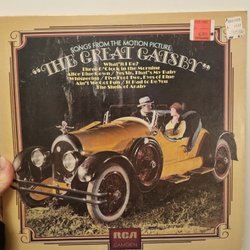 SONGS FROM THE MOTION PICTURE
"THE GREAT GATSBY"
What'll I Do?
Three O'Clock in the Morning
Alice Blue Gown / Yes Sir, That's My Baby
Whispering / Five Foot Two, Eyes of Blue
Ain't We Got Fun / It Had to Be You
The Sheik of Araby
RCA
CAMDEN